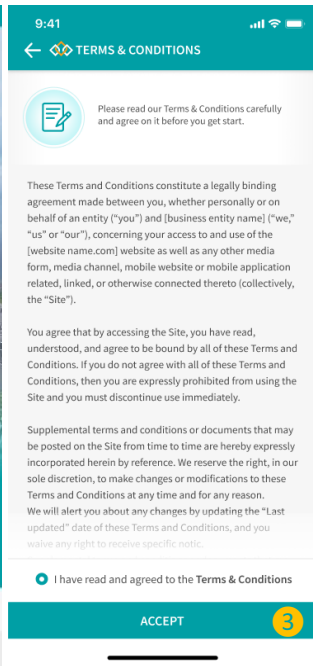 9:41
TERMS & CONDITIONS
Please read our Terms & Conditions carefully
and agree on it before you get start.
These Terms and Conditions constitute a legally binding
agreement made between you, whether personally or on
behalf of an entity (“you”) and [business entity name] (“we,”
“us” or “our”), concerning your access to and use of the
[website name.com] website as well as any other media
form, media channel, mobile website or mobile application
related, linked, or otherwise connected thereto (collectively,
the “Site”).
You agree that by accessing the Site, you have read,
understood, and agree to be bound by all of these Terms and
Conditions. If you do not agree with all of these Terms and
Conditions, then you are expressly prohibited from using the
Site and you must discontinue use immediately.
Supplemental terms and conditions or documents that may
be posted on the Site from time to time are hereby expressly
incorporated herein by reference. We reserve the right, in our
sole discretion, to make changes or modifications to these
Terms and Conditions at any time and for any reason.
We will alert you about any changes by updating the “Last
updated” date of these Terms and Conditions, and you
waive any right to receive specific notic.
I have read and agreed to the Terms & Conditions
ACCEPT
3